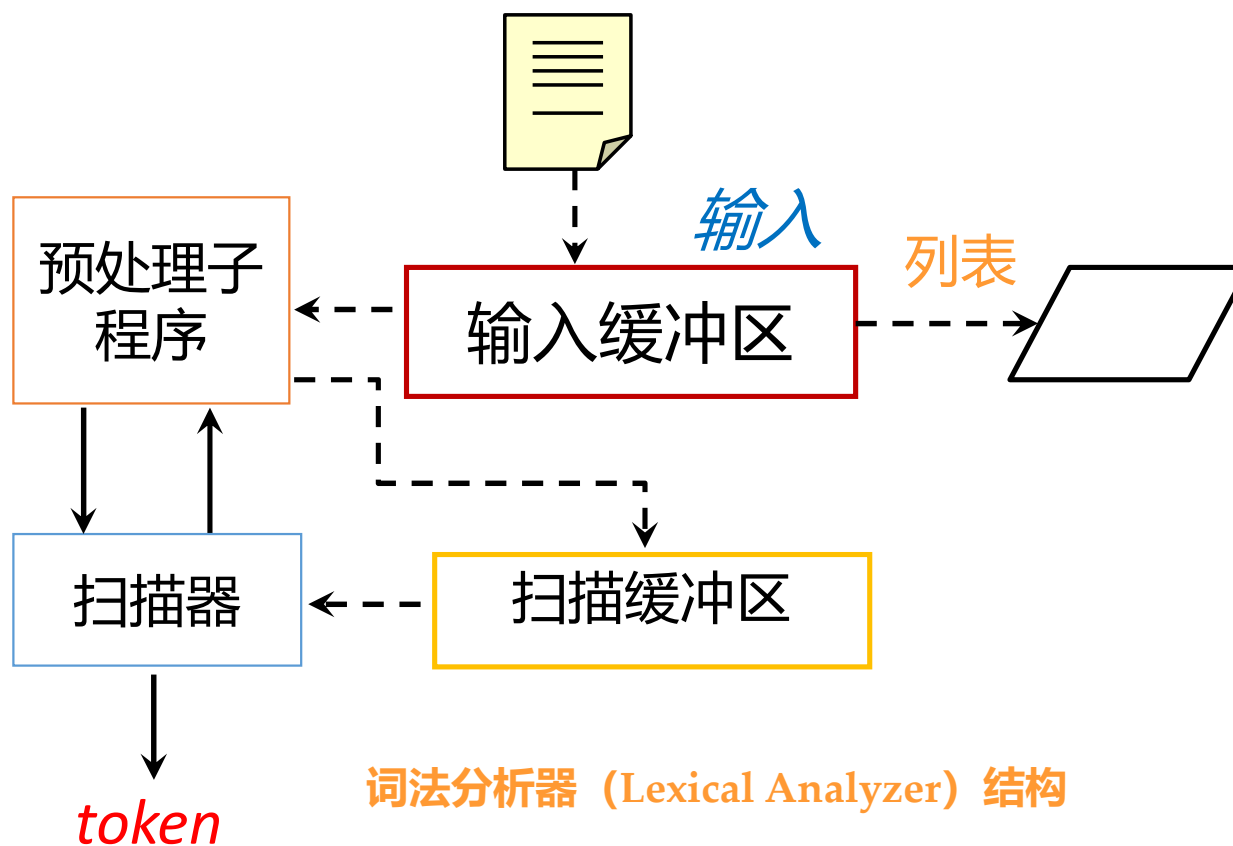 输入
列表
预处理子
程序
输入缓冲区
扫描器
扫描缓冲区
词法分析器（Lexical Analyzer）结构
token